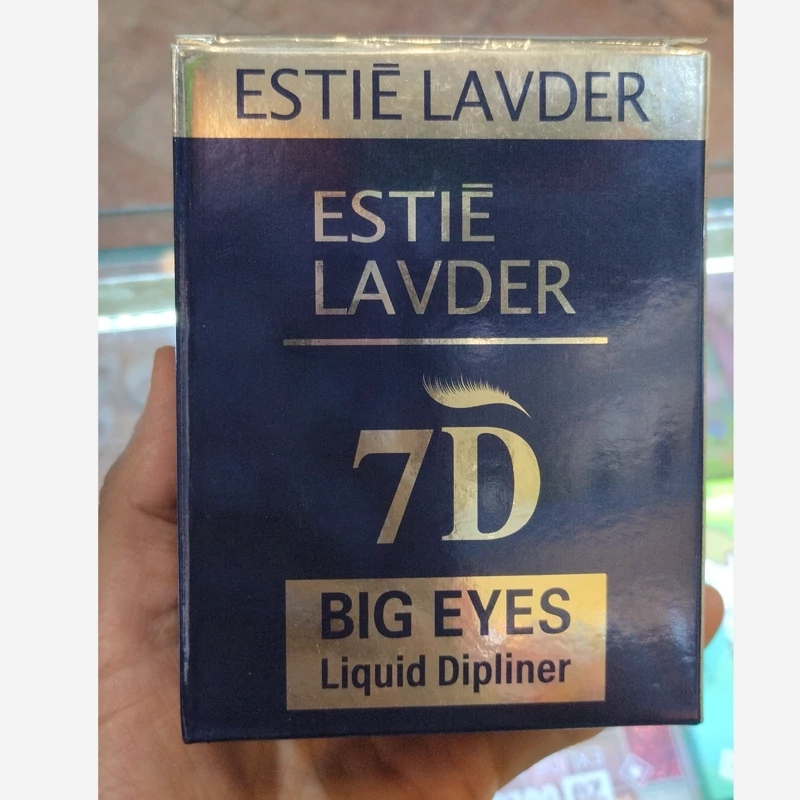 ESTIĒ LAVDER
ESTIĒ
LAVDER
7D
BIG EYES
Liquid Dipliner